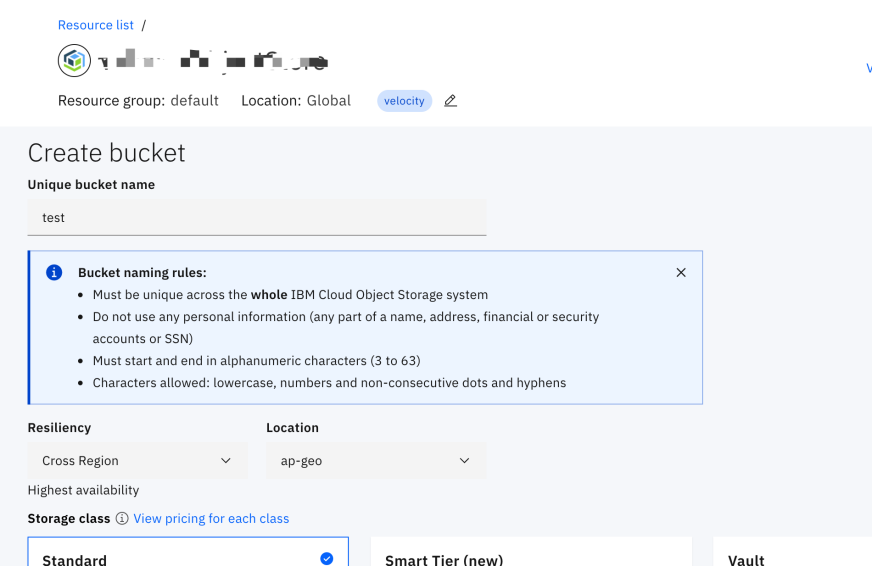 Resource list /
Resource group: default Location: Global velocity
Create bucket
Unique bucket name
test
Bucket naming rules:
Must be unique across the whole IBM Cloud Object Storage system
Do not use any personal information (any part of a name, address, financial or security
accounts or SSN)
Must start and end in alphanumeric characters (3 to 63)
Characters allowed: lowercase, numbers and non-consecutive dots and hyphens
Resiliency Location
Cross Region ap-geo
Highest availability
Storage class View pricing for each class
Standard Smart Tier (new) Vault